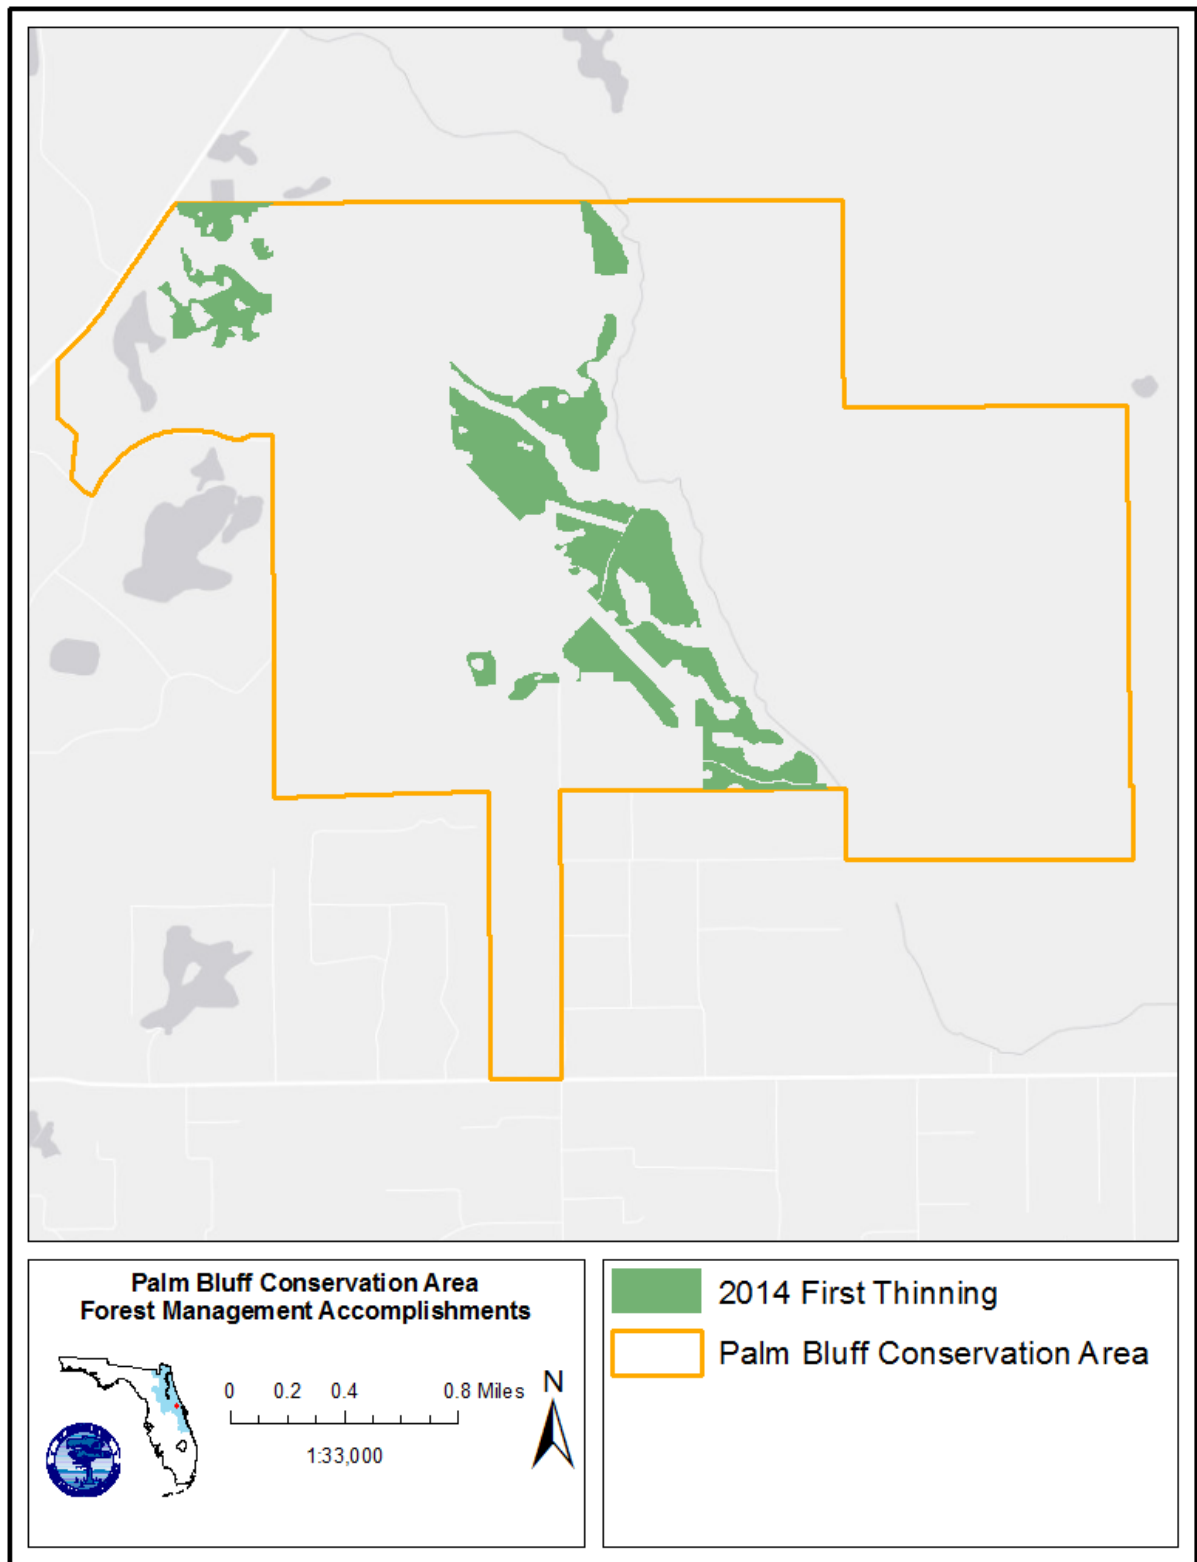 Palm Bluff Conservation Area
Forest Management Accomplishments
0 0.2 0.4 0.8 Miles
1:33,000
N
2014 First Thinning
Palm Bluff Conservation Area